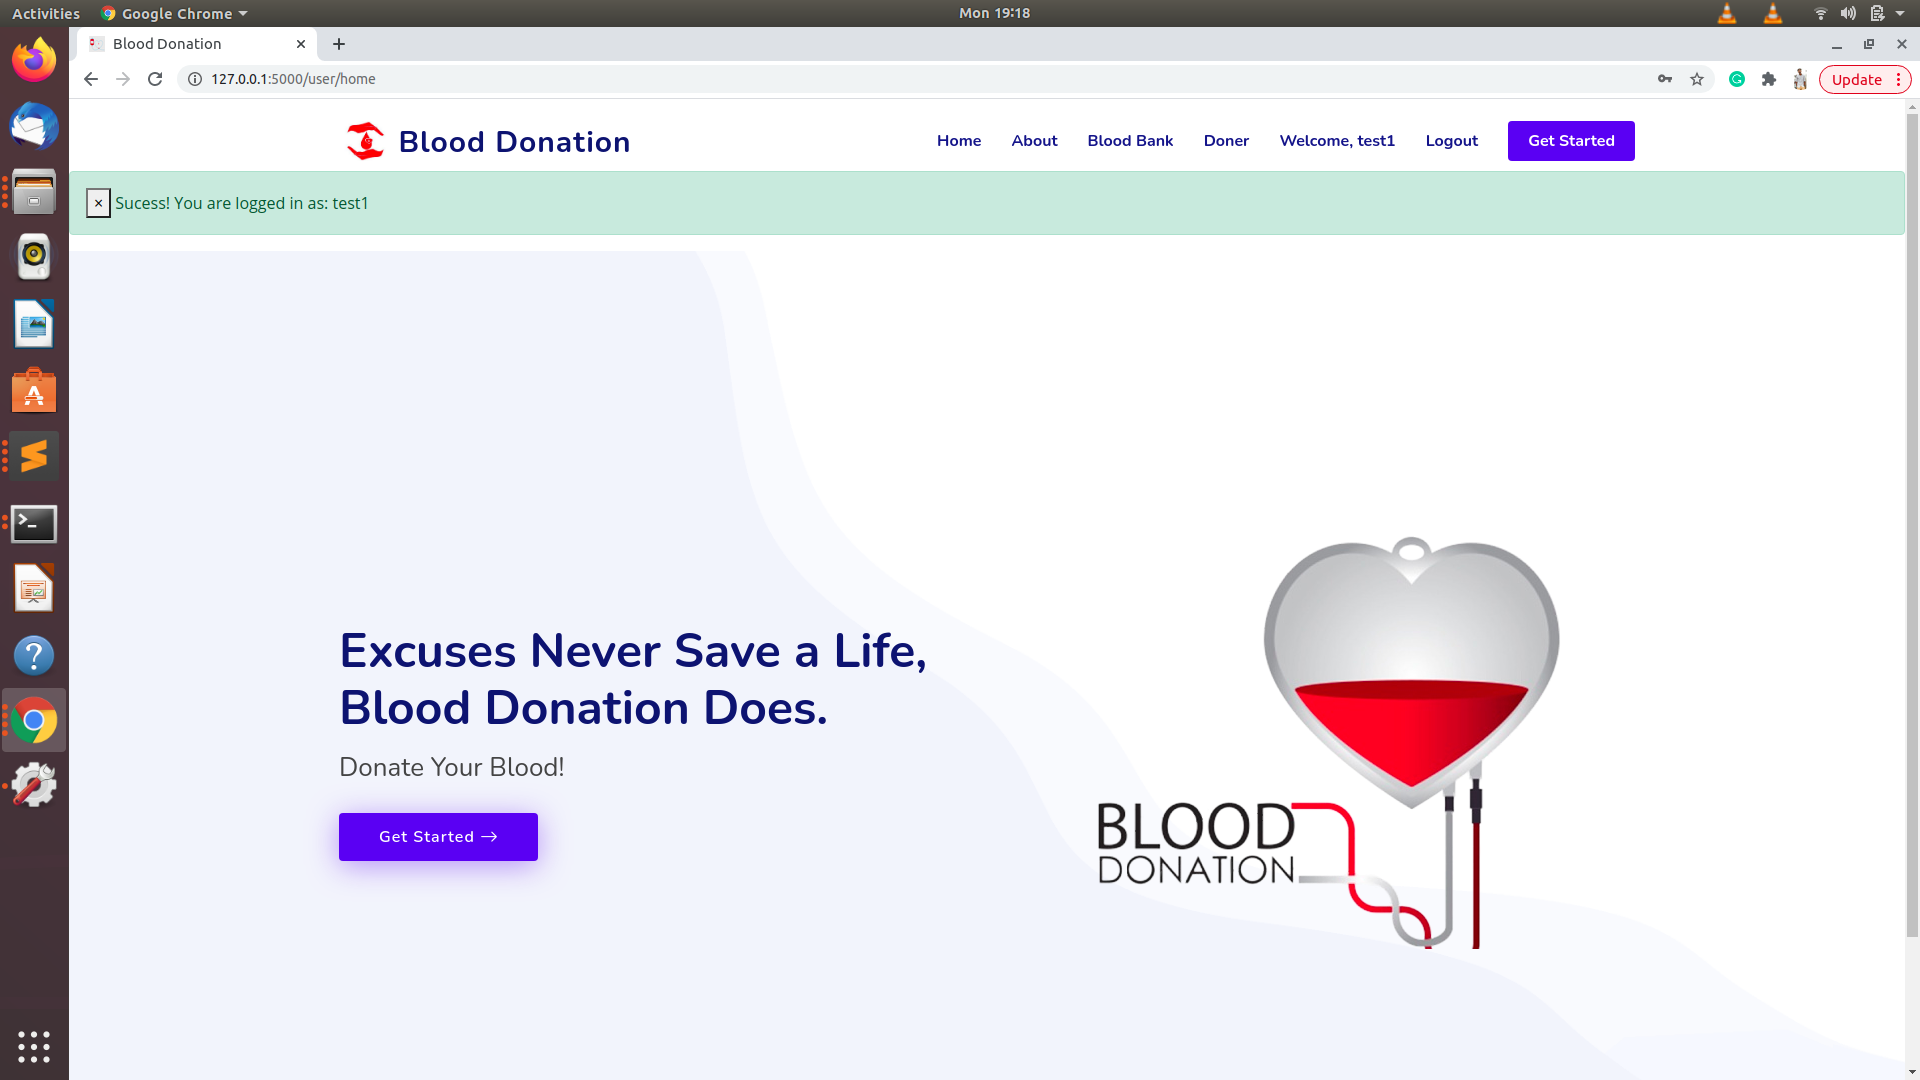 Activities
Google Chrome
Mon 19:18
Blood Donation
127.0.0.1:5000/user/home
Update
Blood Donation
Home
About
Blood Bank
Doner
Welcome, test1
Logout
Get Started
× Sucess! You are logged in as: test1
Excuses Never Save a Life,
Blood Donation Does.
Donate Your Blood!
Get Started →
BLOOD
DONATION